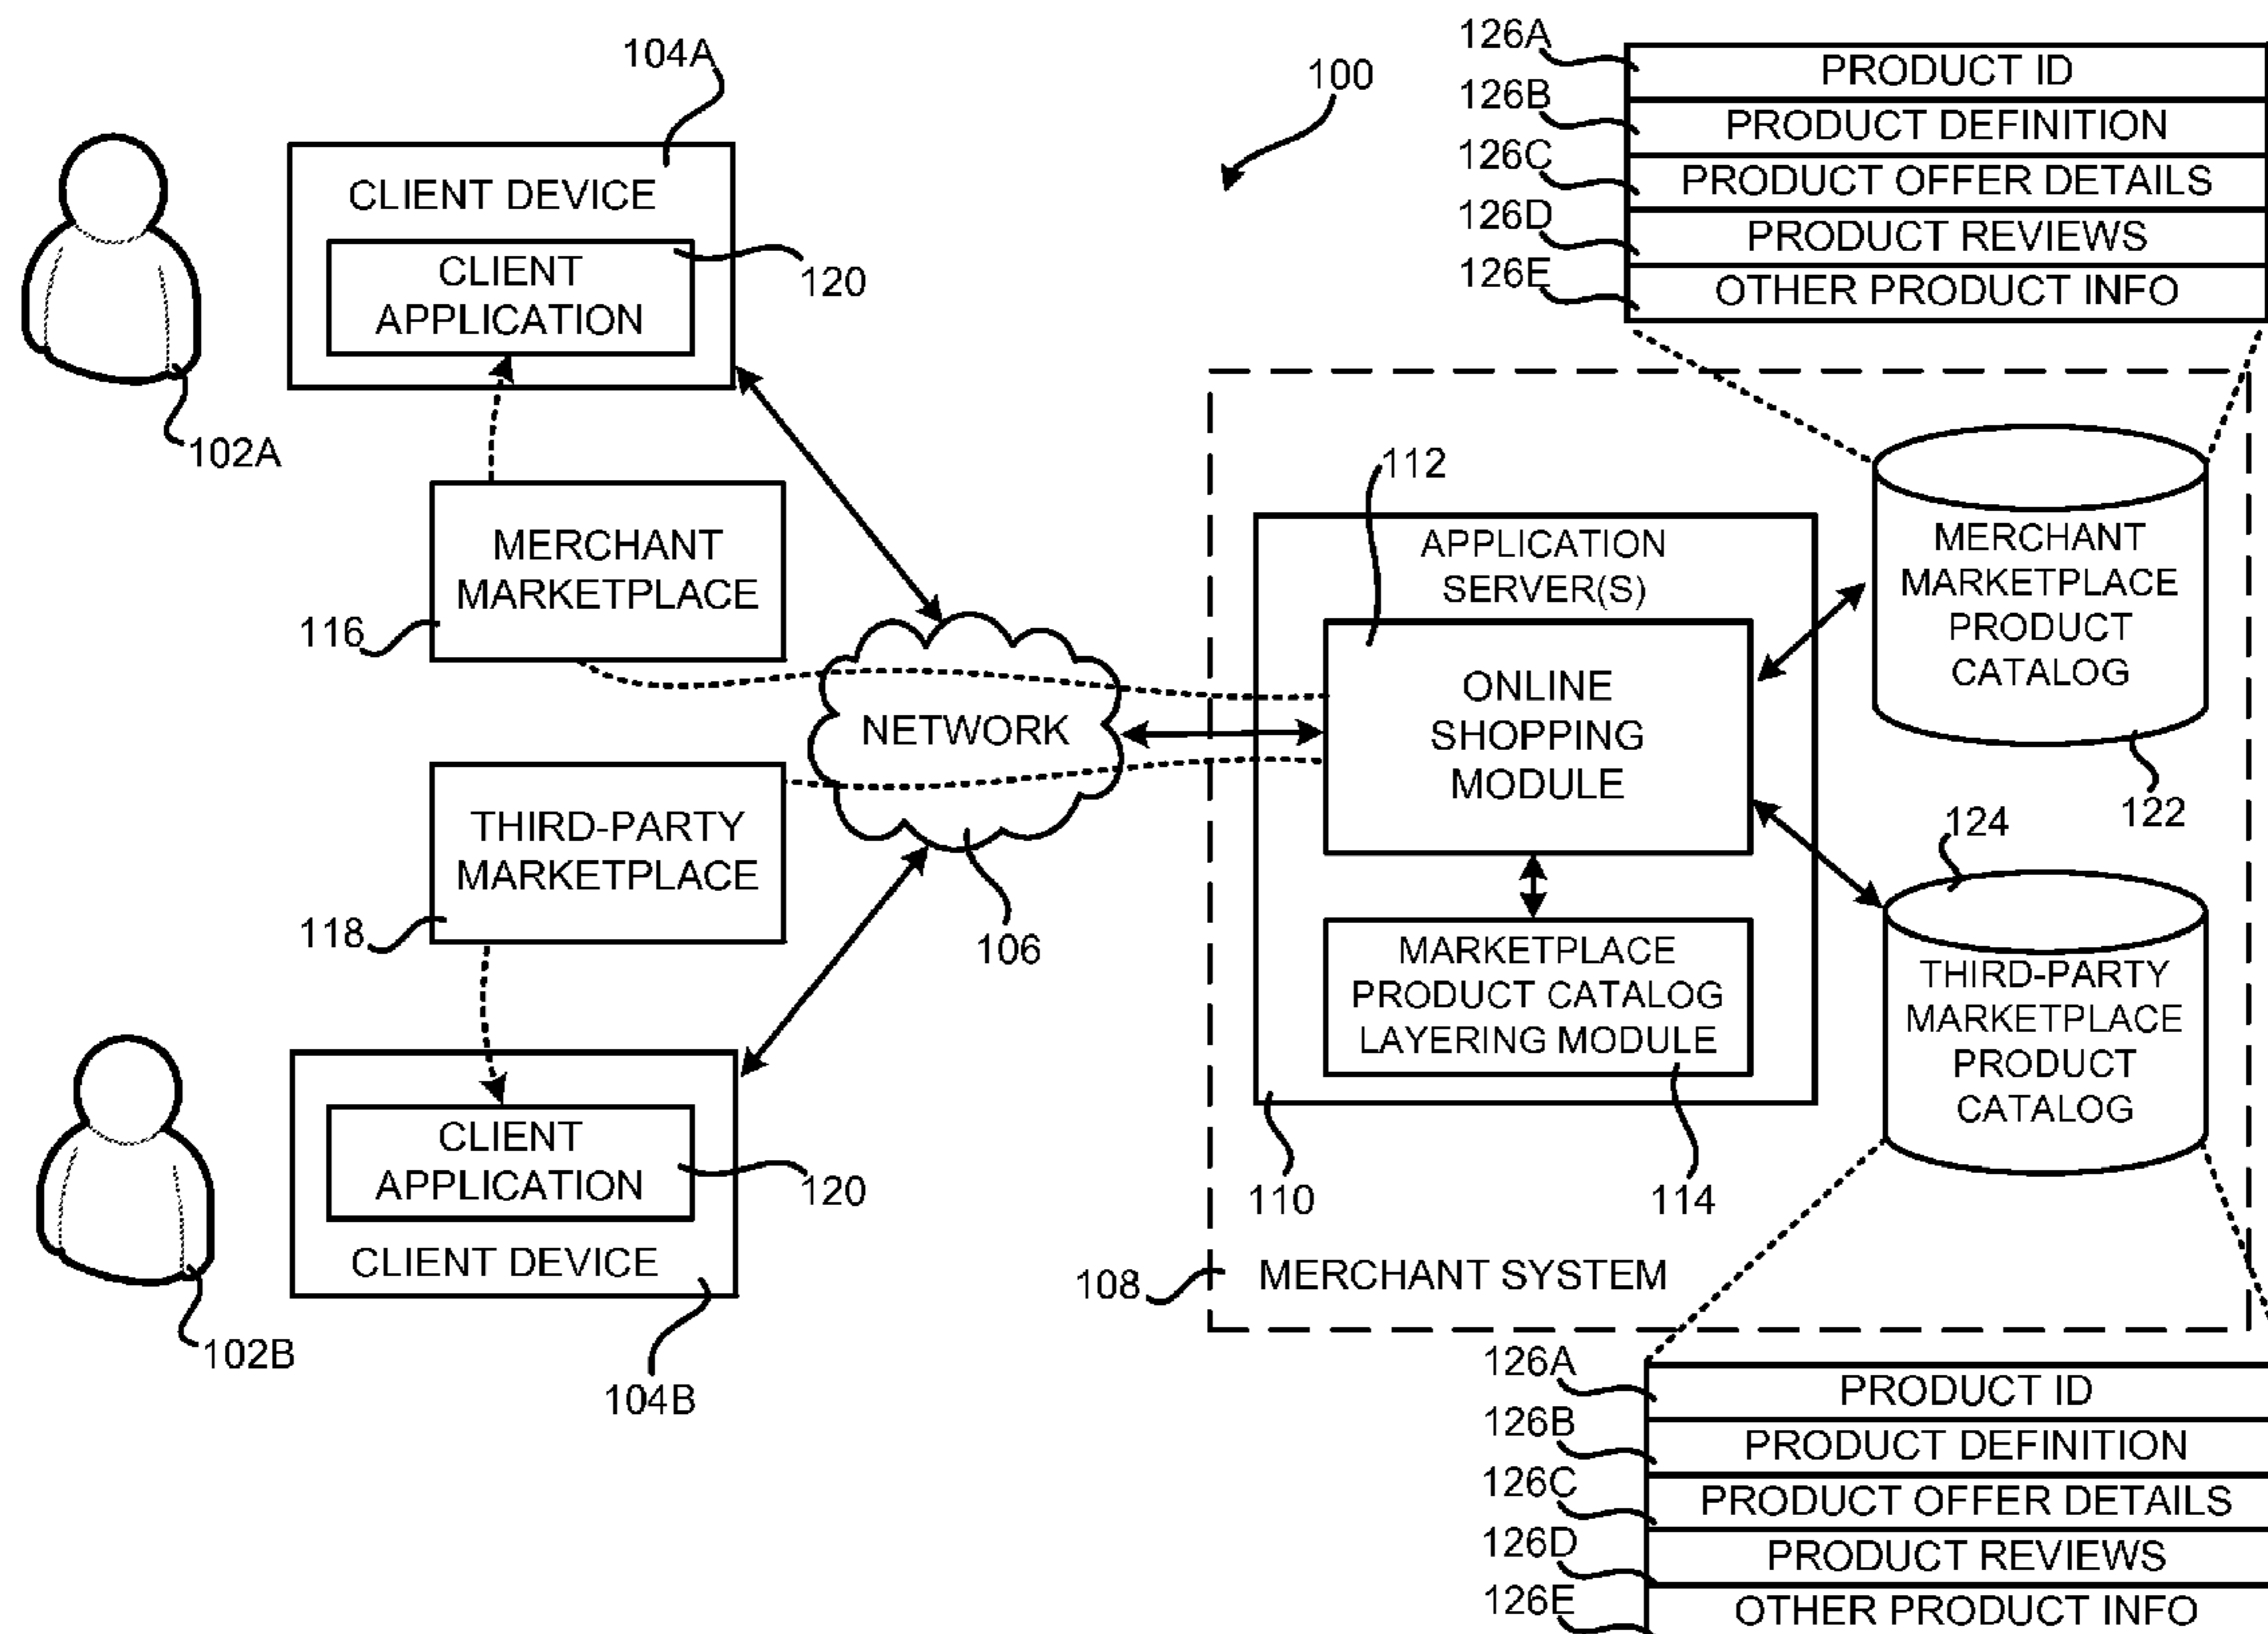 104A
CLIENT DEVICE
CLIENT
APPLICATION
120
102A
MERCHANT
MARKETPLACE
116
NETWORK
106
THIRD-PARTY
MARKETPLACE
118
CLIENT
APPLICATION
120
CLIENT DEVICE
102B
104B
100
126A
PRODUCT ID
126B
PRODUCT DEFINITION
126C
PRODUCT OFFER DETAILS
126D
PRODUCT REVIEWS
126E
OTHER PRODUCT INFO
112
APPLICATION
SERVER(S)
ONLINE
SHOPPING
MODULE
MARKETPLACE
PRODUCT CATALOG
LAYERING MODULE
110
114
MERCHANT
MARKETPLACE
PRODUCT
CATALOG
122
124
THIRD-PARTY
MARKETPLACE
PRODUCT
CATALOG
108
MERCHANT SYSTEM
126A
PRODUCT ID
126B
PRODUCT DEFINITION
126C
PRODUCT OFFER DETAILS
126D
PRODUCT REVIEWS
126E
OTHER PRODUCT INFO